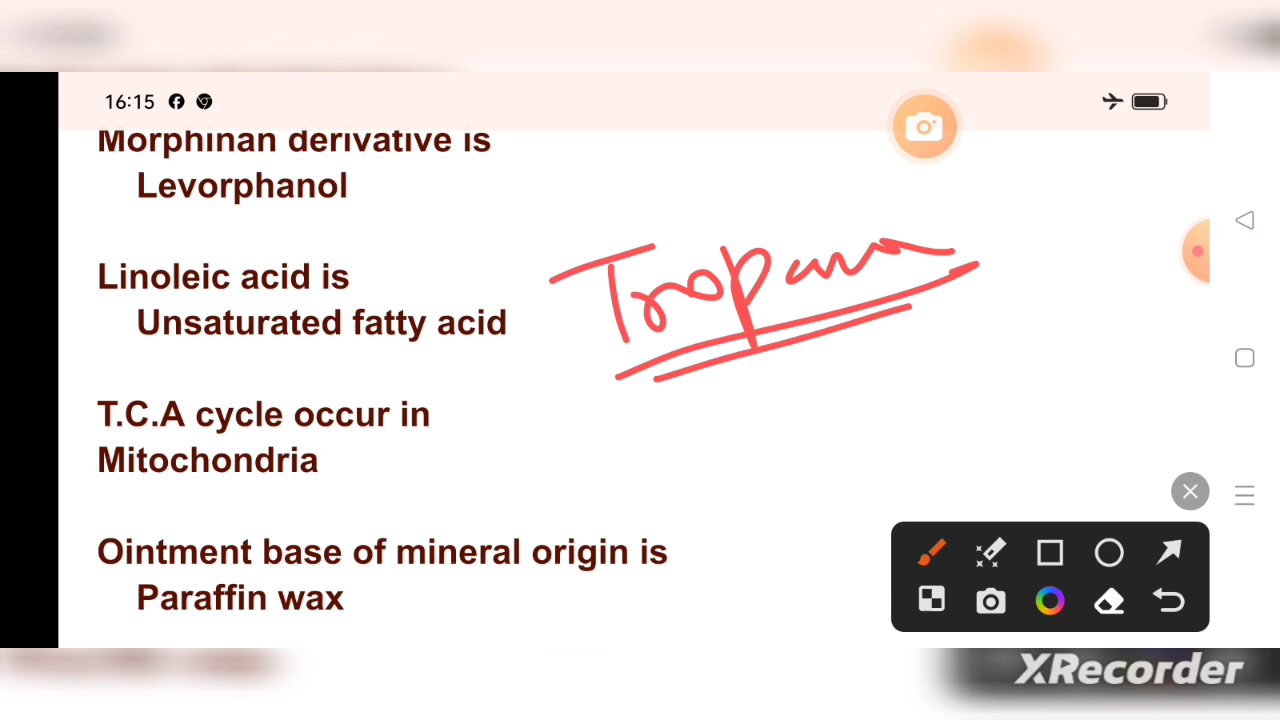 16:15
Morphinan derivative is
Levorphanol
Linoleic acid is
Unsaturated fatty acid
Tropane
T.C.A cycle occur in
Mitochondria
Ointment base of mineral origin is
Paraffin wax
XRecorder